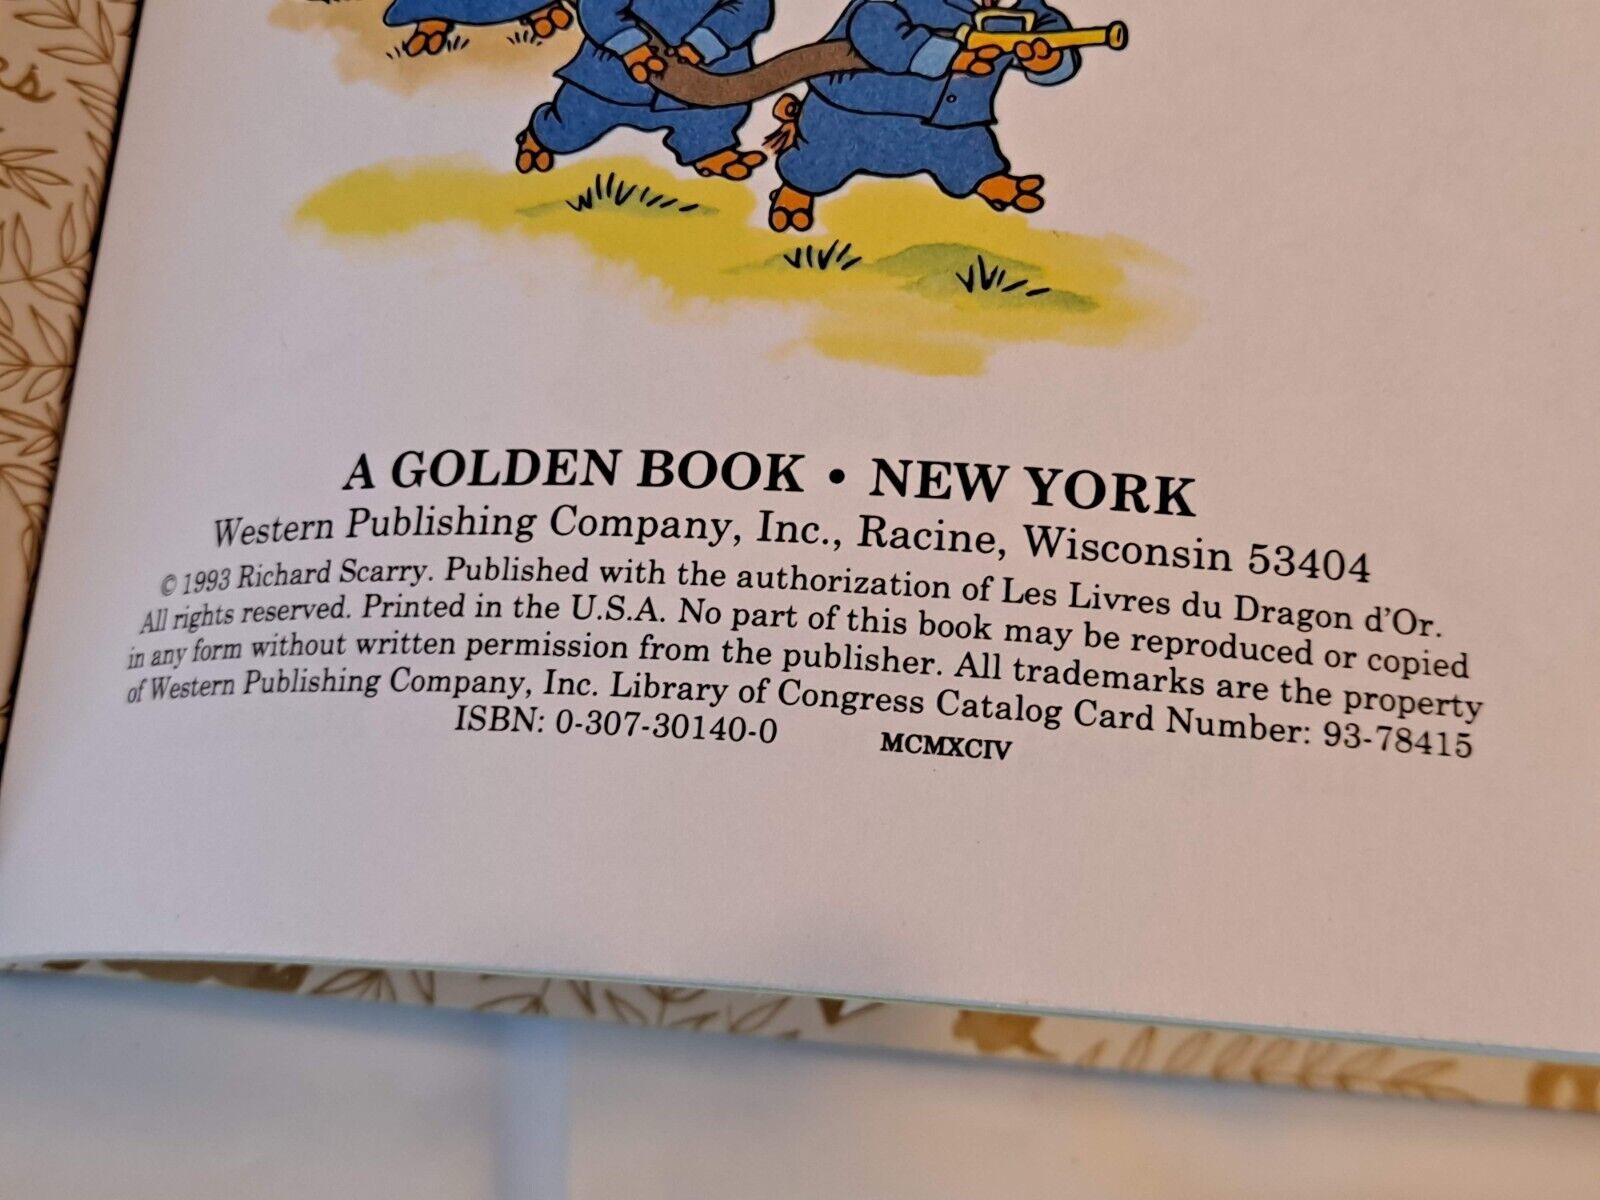 s
A GOLDEN BOOK • NEW YORK
Western Publishing Company, Inc., Racine, Wisconsin 53404
© 1993 Richard Scarry. Published with the authorization of Les Livres du Dragon d'Or.
All rights reserved. Printed in the U.S.A. No part of this book may be reproduced or copied
in any form without written permission from the publisher. All trademarks are the property
of Western Publishing Company, Inc. Library of Congress Catalog Card Number: 93-78415
ISBN: 0-307-30140-0 MCMXCIV